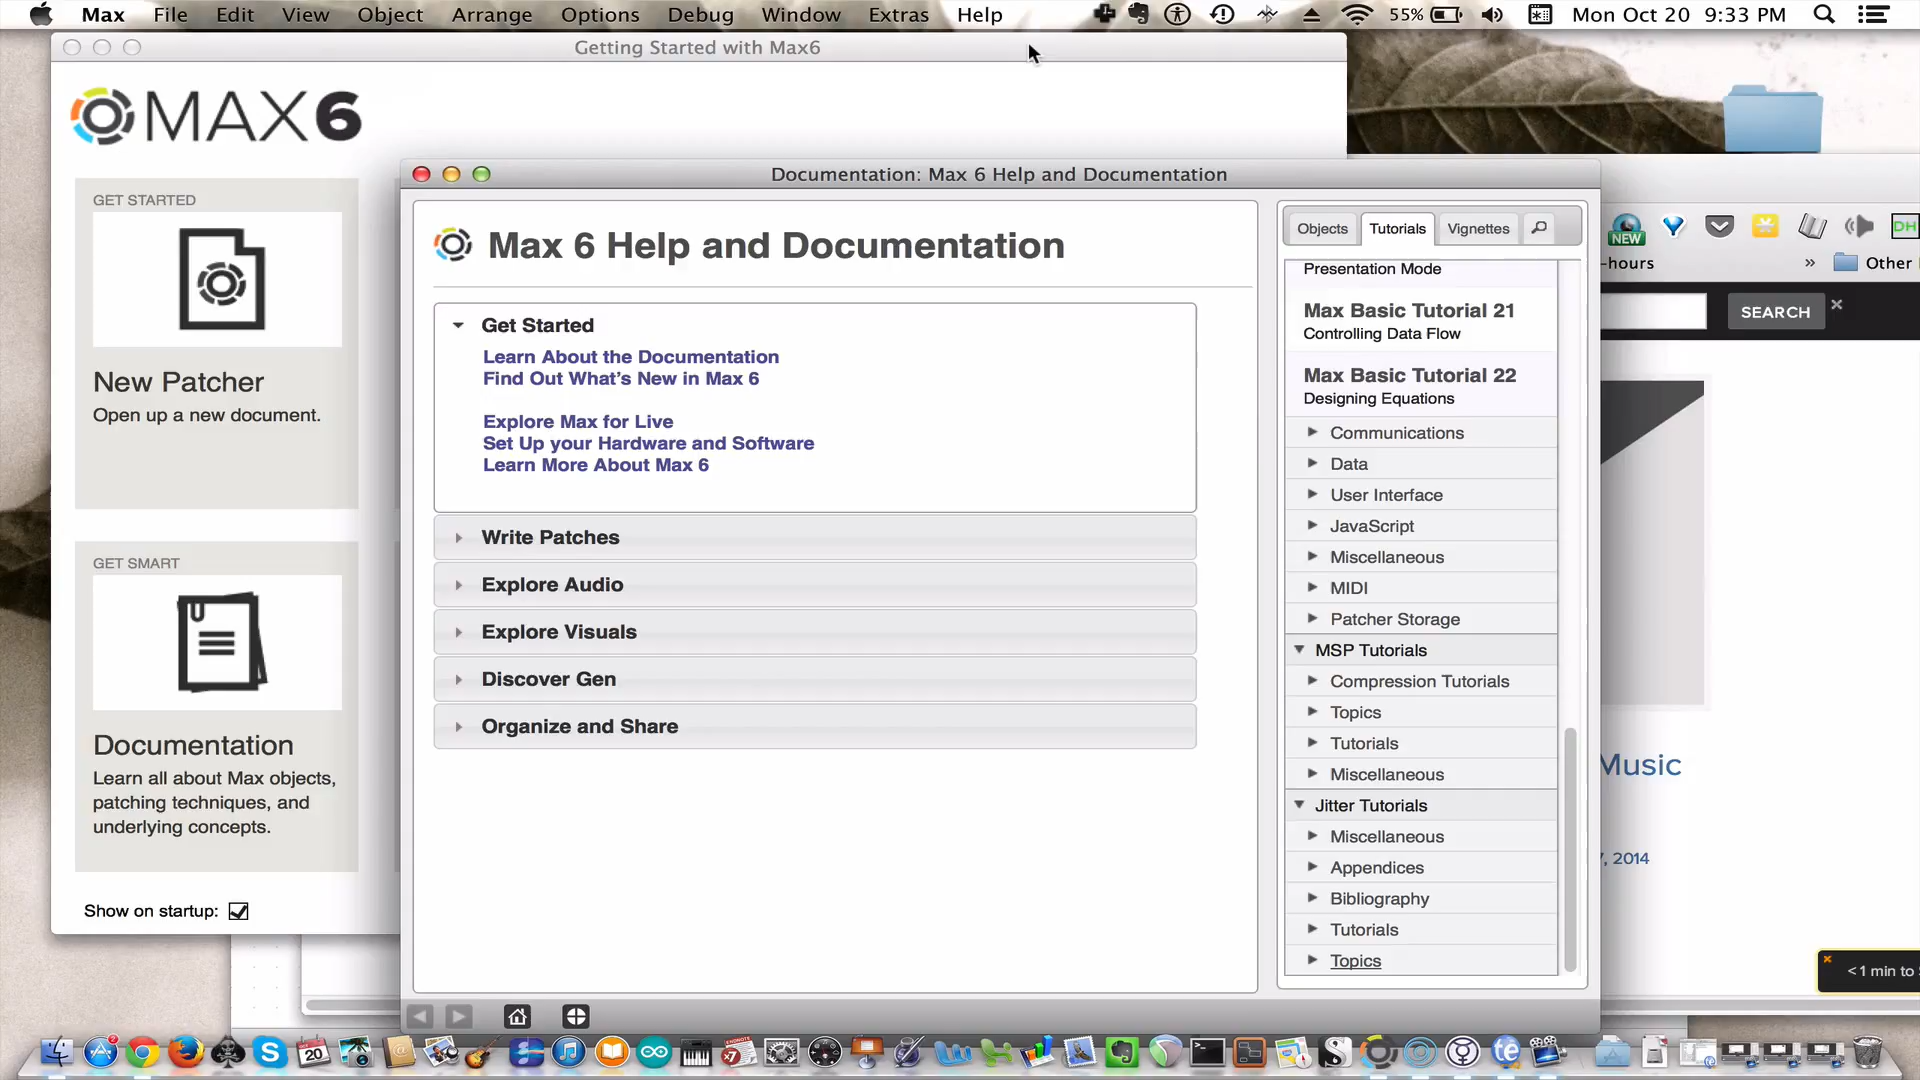 Max File Edit View Object Arrange Options Debug Window Extras Help 55% Mon Oct 20 9:33 PM
Getting Started with Max6
MAX6
GET STARTED
New Patcher
Open up a new document.
GET SMART
Documentation
Learn all about Max objects,
patching techniques, and
underlying concepts.
Show on startup:
Documentation: Max 6 Help and Documentation
Max 6 Help and Documentation
Get Started
Learn About the Documentation
Find Out What's New in Max 6
Explore Max for Live
Set Up your Hardware and Software
Learn More About Max 6
Write Patches
Explore Audio
Explore Visuals
Discover Gen
Organize and Share
Objects Tutorials Vignettes
Presentation Mode
Max Basic Tutorial 21
Controlling Data Flow
Max Basic Tutorial 22
Designing Equations
Communications
Data
User Interface
JavaScript
Miscellaneous
MIDI
Patcher Storage
MSP Tutorials
Compression Tutorials
Topics
Tutorials
Miscellaneous
Jitter Tutorials
Miscellaneous
Appendices
Bibliography
Tutorials
Topics
NEW DH
-hours » Other
SEARCH
Music
7, 2014
< 1 min to
20